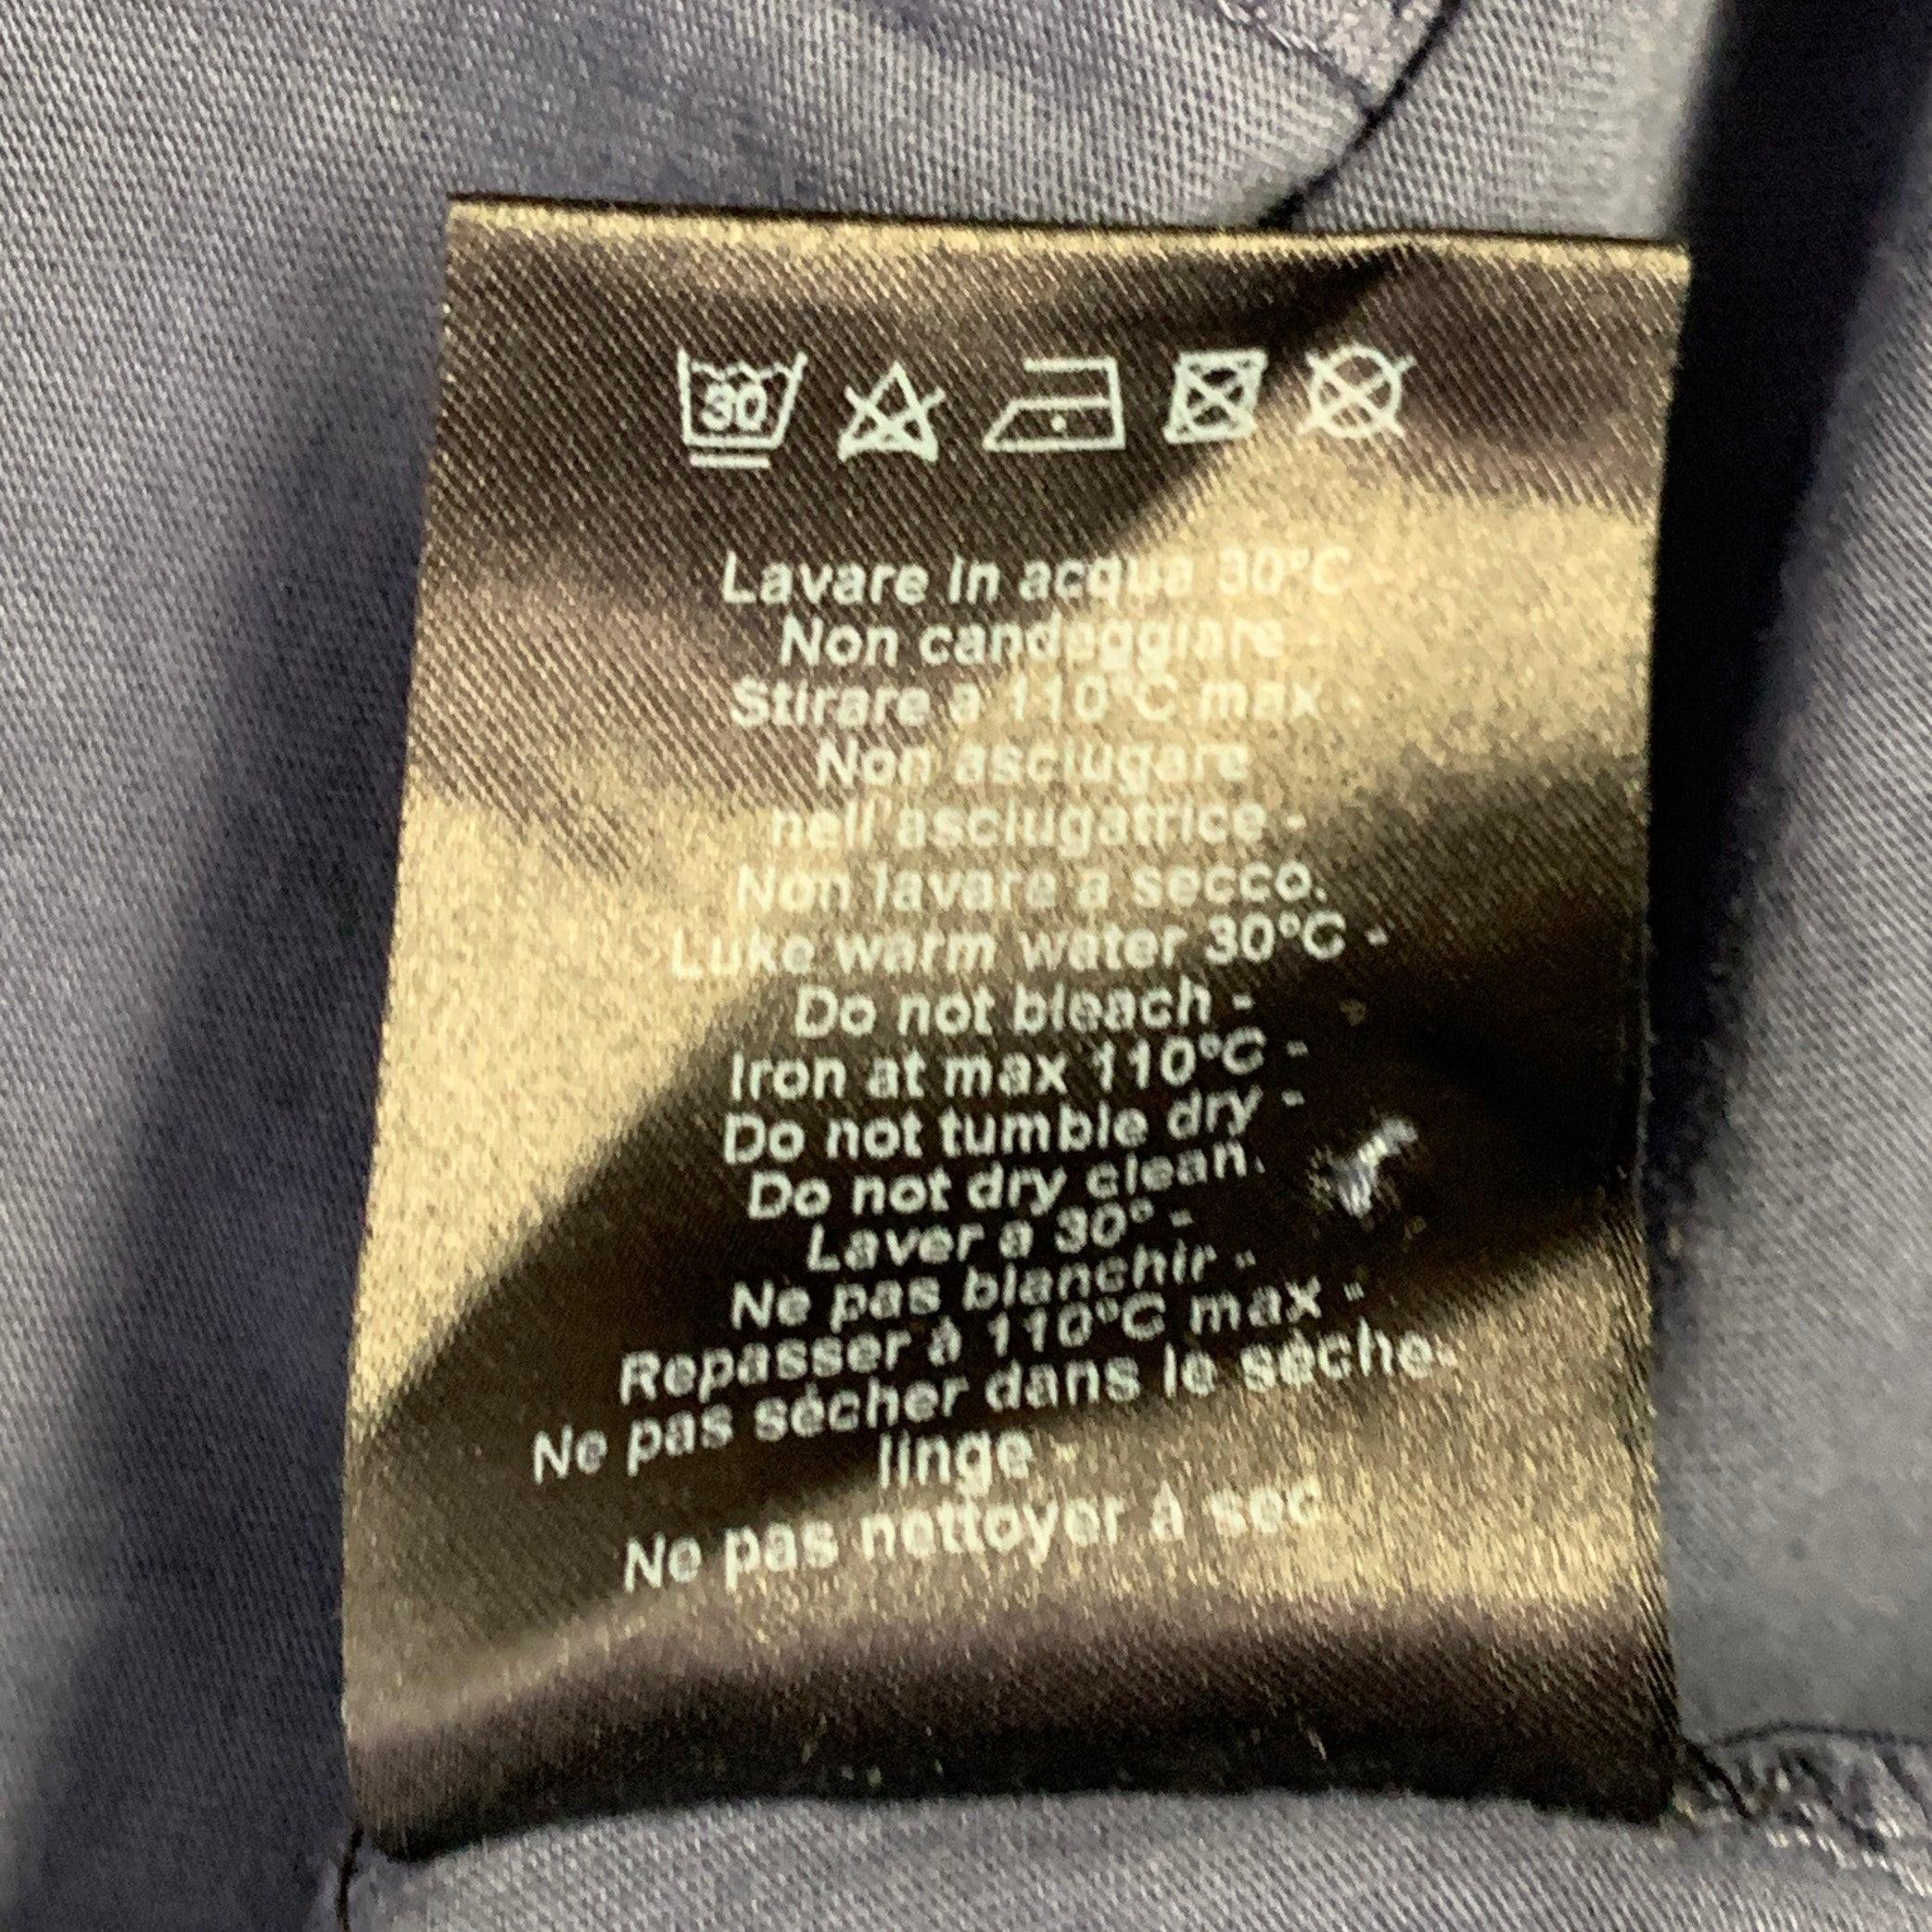 30
Lavare in acqua 30°C
Non candeggiare -
Stirare a 110°C max -
Non asciugare
nell'asciugatrice -
Non lavare a secco.
Luke warm water 30°C -
Do not bleach -
Iron at max 110°C -
Do not tumble dry -
Do not dry clean.
Laver a 30° -
Ne pas blanchir -
Repasser à 110°C max -
Ne pas sécher dans le sèche-
linge -
Ne pas nettoyer à sec